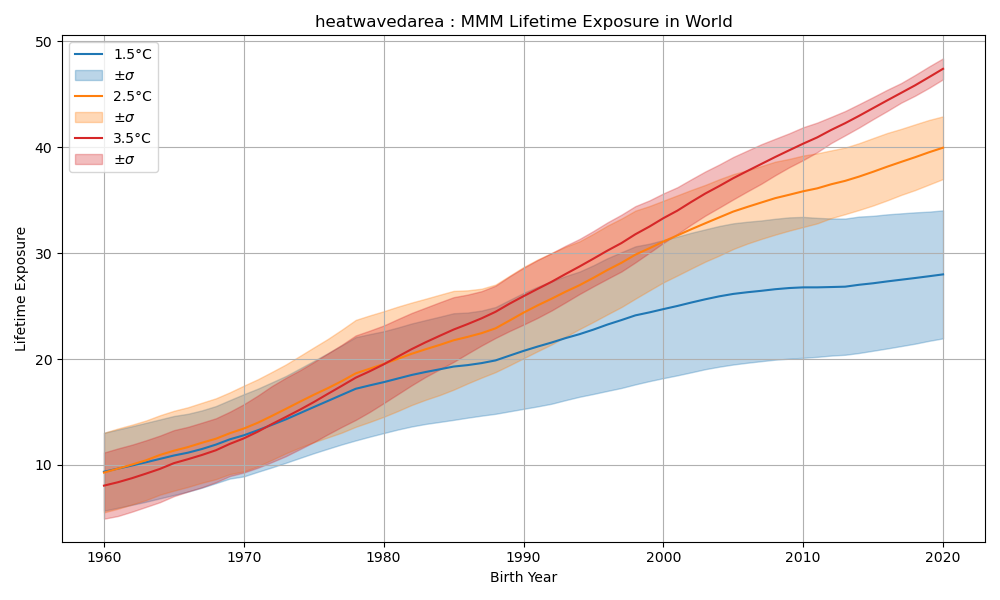 heatwavedarea : MMM Lifetime Exposure in World
50
40
30
20
10
Lifetime Exposure
1.5°C
±σ
2.5°C
±σ
3.5°C
±σ
1960 1970 1980 1990 2000 2010 2020
Birth Year